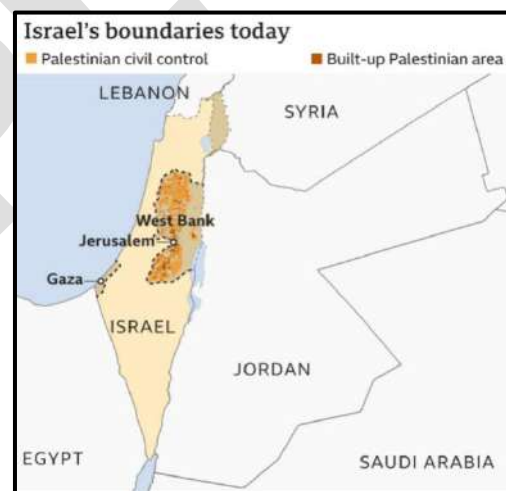 Israel's boundaries today
Palestinian civil control
Built-up Palestinian area
LEBANON
SYRIA
West Bank
Jerusalem
Gaza
ISRAEL
JORDAN
EGYPT
SAUDI ARABIA